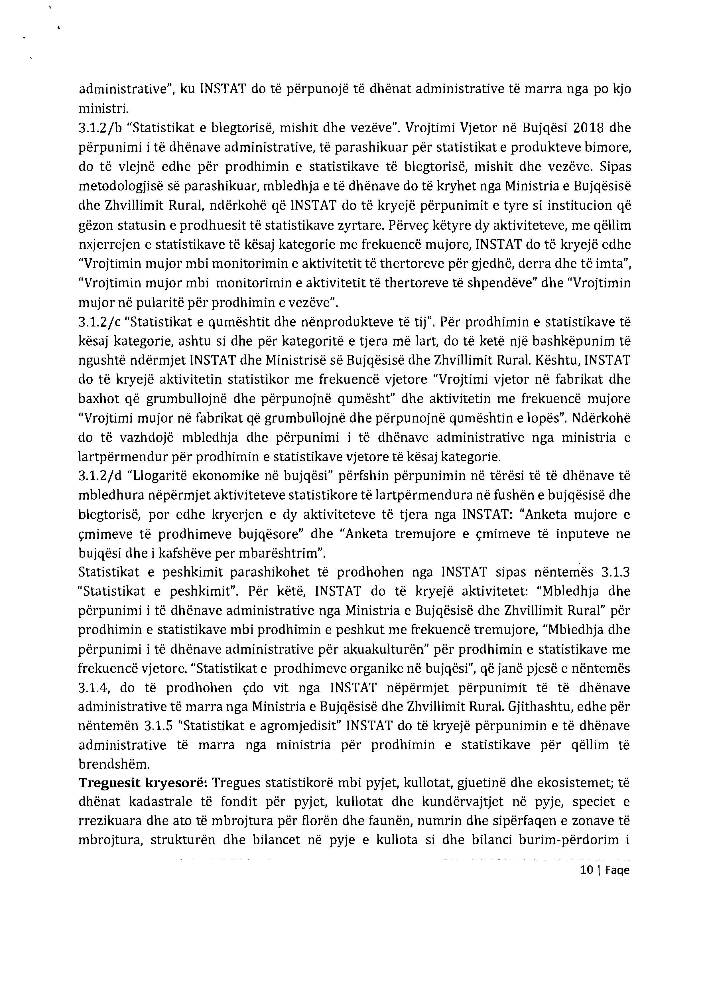 administrative”, ku INSTAT do të përpunojë të dhënat administrative të marra nga po kjo
ministri.
3.1.2/b “Statistikat e blegtorisë, mishit dhe vezëve”. Vrojtimi Vjetor në Bujqësi 2018 dhe
përpunimi i të dhënave administrative, të parashikuar për statistikat e produkteve bimore,
do të vlejnë edhe për prodhimin e statistikave të blegtorisë, mishit dhe vezëve. Sipas
metodologjisë së parashikuar, mbledhja e të dhënave do të kryhet nga Ministria e Bujqësisë
dhe Zhvillimit Rural, ndërkohë që INSTAT do të kryejë përpunimit e tyre si institucion që
gëzon statusin e prodhuesit të statistikave zyrtare. Përveç këtyre dy aktiviteteve, me qëllim
nxjerrejen e statistikave të kësaj kategorie me frekuencë mujore, INSTAT do të kryejë edhe
“Vrojtimin mujor mbi monitorimin e aktivitetit të thertoreve për gjedhë, derra dhe të imta”,
“Vrojtimin mujor mbi monitorimin e aktivitetit të thertoreve të shpendëve” dhe “Vrojtimin
mujor në pularitë për prodhimin e vezëve”.
3.1.2/c “Statistikat e qumështit dhe nënprodukteve të tij”. Për prodhimin e statistikave të
kësaj kategorie, ashtu si dhe për kategoritë e tjera më lart, do të ketë një bashkëpunim të
ngushtë ndërmjet INSTAT dhe Ministrisë së Bujqësisë dhe Zhvillimit Rural. Kështu, INSTAT
do të kryejë aktivitetin statistikor me frekuencë vjetore “Vrojtimi vjetor në fabrikat dhe
baxhot që grumbullojnë dhe përpunojnë qumësht” dhe aktivitetin me frekuencë mujore
“Vrojtimi mujor në fabrikat që grumbullojnë dhe përpunojnë qumështin e lopës”. Ndërkohë
do të vazhdojë mbledhja dhe përpunimi i të dhënave administrative nga ministria e
lartpërmendur për prodhimin e statistikave vjetore të kësaj kategorie.
3.1.2/d “Llogaritë ekonomike në bujqësi” përfshin përpunimin në tërësi të të dhënave të
mbledhura nëpërmjet aktiviteteve statistikore të lartpërmendura në fushën e bujqësisë dhe
blegtorisë, por edhe kryerjen e dy aktiviteteve të tjera nga INSTAT: “Anketa mujore e
çmimeve të prodhimeve bujqësore” dhe “Anketa tremujore e çmimeve të inputeve ne
bujqësi dhe i kafshëve per mbarështrim”.
Statistikat e peshkimit parashikohet të prodhohen nga INSTAT sipas nëntemës 3.1.3
“Statistikat e peshkimit”. Për këtë, INSTAT do të kryejë aktivitetet: “Mbledhja dhe
përpunimi i të dhënave administrative nga Ministria e Bujqësisë dhe Zhvillimit Rural” për
prodhimin e statistikave mbi prodhimin e peshkut me frekuencë tremujore, “Mbledhja dhe
përpunimi i të dhënave administrative për akuakulturën” për prodhimin e statistikave me
frekuencë vjetore. “Statistikat e prodhimeve organike në bujqësi”, që janë pjesë e nëntemës
3.1.4, do të prodhohen çdo vit nga INSTAT nëpërmjet përpunimit të të dhënave
administrative të marra nga Ministria e Bujqësisë dhe Zhvillimit Rural. Gjithashtu, edhe për
nëntemën 3.1.5 “Statistikat e agromjedisit” INSTAT do të kryejë përpunimin e të dhënave
administrative të marra nga ministria për prodhimin e statistikave për qëllim të
brendshëm.
Treguesit kryesorë: Tregues statistikorë mbi pyjet, kullotat, gjuetinë dhe ekosistemet; të
dhënat kadastrale të fondit për pyjet, kullotat dhe kundërvajtjet në pyje, speciet e
rrezikuara dhe ato të mbrojtura për florën dhe faunën, numrin dhe sipërfaqen e zonave të
mbrojtura, strukturën dhe bilancet në pyje e kullota si dhe bilanci burim-përdorim i
10 | Faqe